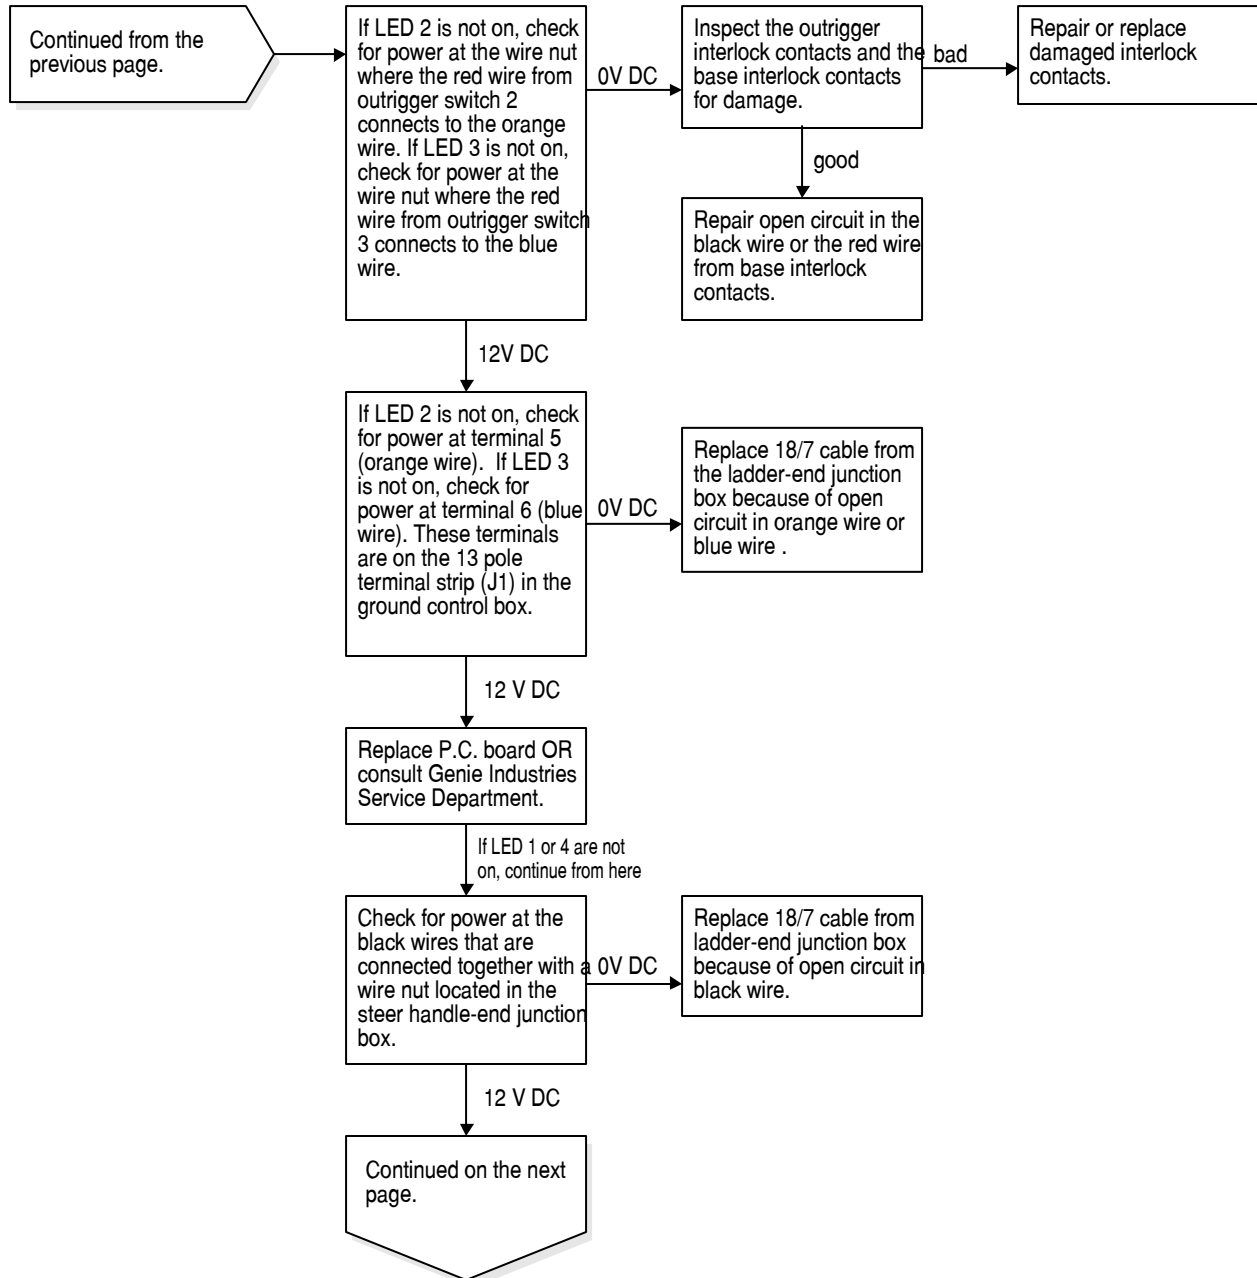 Continued from the
previous page.
If LED 2 is not on, check
for power at the wire nut
where the red wire from
outrigger switch 2
connects to the orange
wire. If LED 3 is not on,
check for power at the
wire nut where the red
wire from outrigger switch
3 connects to the blue
wire.
0V DC
Inspect the outrigger
interlock contacts and the
base interlock contacts
for damage.
bad
Repair or replace
damaged interlock
contacts.
good
Repair open circuit in the
black wire or the red wire
from base interlock
contacts.
12V DC
If LED 2 is not on, check
for power at terminal 5
(orange wire).  If LED 3
is not on, check for
power at terminal 6 (blue
wire). These terminals
are on the 13 pole
terminal strip (J1) in the
ground control box.
0V DC
Replace 18/7 cable from
the ladder-end junction
box because of open
circuit in orange wire or
blue wire .
12 V DC
Replace P.C. board OR
consult Genie Industries
Service Department.
If LED 1 or 4 are not
on, continue from here
Check for power at the
black wires that are
connected together with a
wire nut located in the
steer handle-end junction
box.
0V DC
Replace 18/7 cable from
ladder-end junction box
because of open circuit in
black wire.
12 V DC
Continued on the next
page.